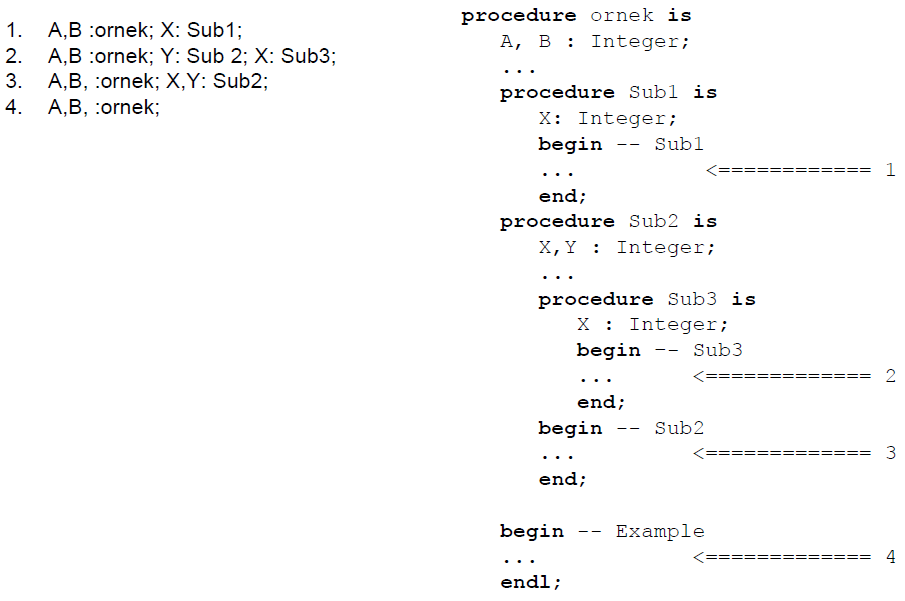 1. A,B :ornek; X: Sub1;
2. A,B :ornek; Y: Sub 2; X: Sub3;
3. A,B, :ornek; X,Y: Sub2;
4. A,B, :ornek;
procedure ornek is
A, B : Integer;
...
procedure Sub1 is
X: Integer;
begin -- Sub1
... <============ 1
end;
procedure Sub2 is
X,Y : Integer;
...
procedure Sub3 is
X : Integer;
begin -- Sub3
... <============= 2
end;
begin -- Sub2
... <============= 3
end;
begin -- Example
... <============= 4
endl;